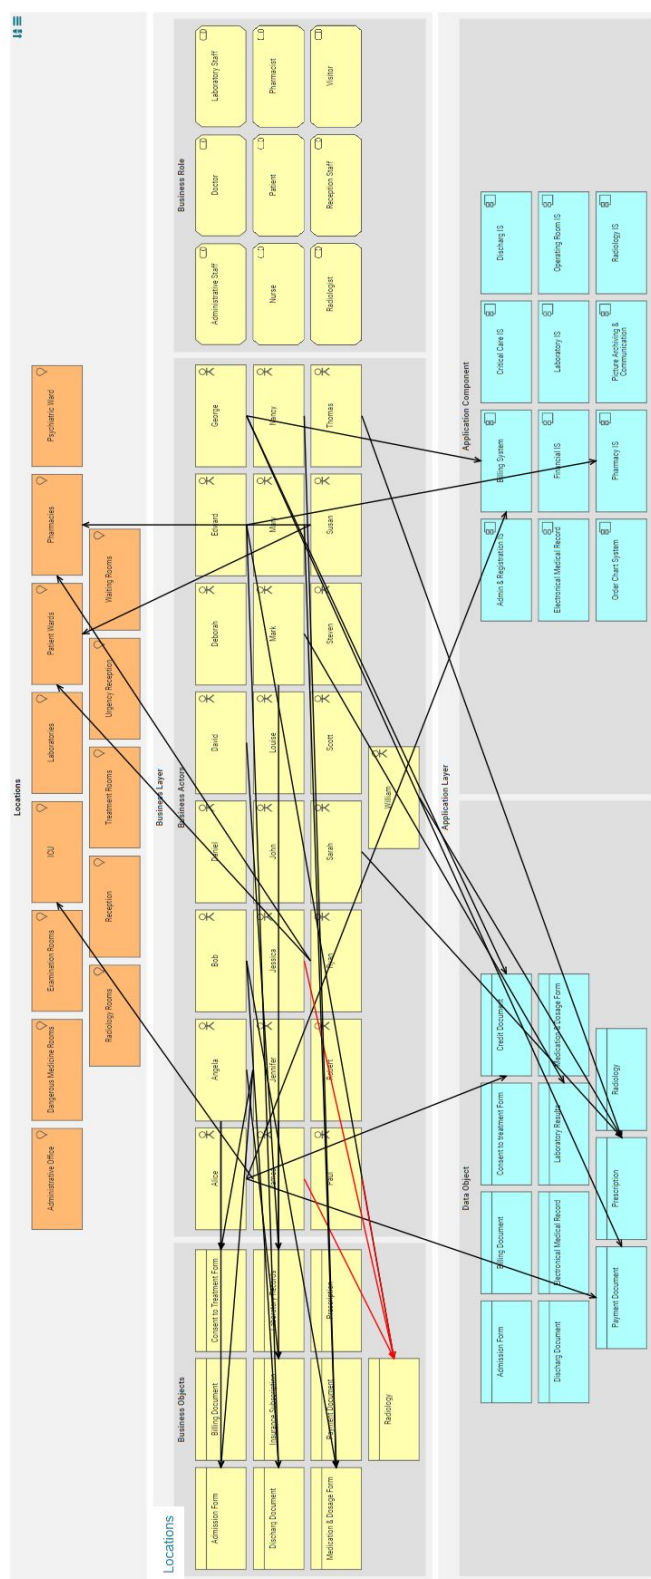 Locations
Administrative Office
Dangerous Medicine Rooms
Examination Rooms
ICU
Laboratories
Patient Wards
Pharmacies
Psychiatric Ward
Radiology Rooms
Reception
Treatment Rooms
Urgency Reception
Waiting Rooms
Locations
Business Layer
Business Objects
Admission Form
Billing Document
Consent to Treatment Form
Discharg Document
Insurance Subscription
Laboratory Records
Medication & Dosage Form
Payment Document
Prescription
Radiology
Business Actors
Alice
Angela
Bob
Daniel
David
Deborah
Edward
George
Jennifer
Jessica
John
Louise
Mark
Mary
Nancy
Paul
Robert
Ryan
Sarah
Scott
Steven
Susan
Thomas
William
Business Role
Administrative Staff
Doctor
Laboratory Staff
Nurse
Patient
Pharmacist
Radiologist
Reception Staff
Visitor
Application Layer
Data Object
Admission Form
Billing Document
Consent to treatment Form
Credit Document
Discharg Document
Electronical Medical Record
Laboratory Results
Medication & Dosage Form
Payment Document
Prescription
Radiology
Application Component
Admin & Registration IS
Billing System
Critical Care IS
Discharg IS
Electronical Medical Record
Financial IS
Laboratory IS
Operating Room IS
Order Chart System
Pharmacy IS
Picture Archiving &
Communication
Radiology IS